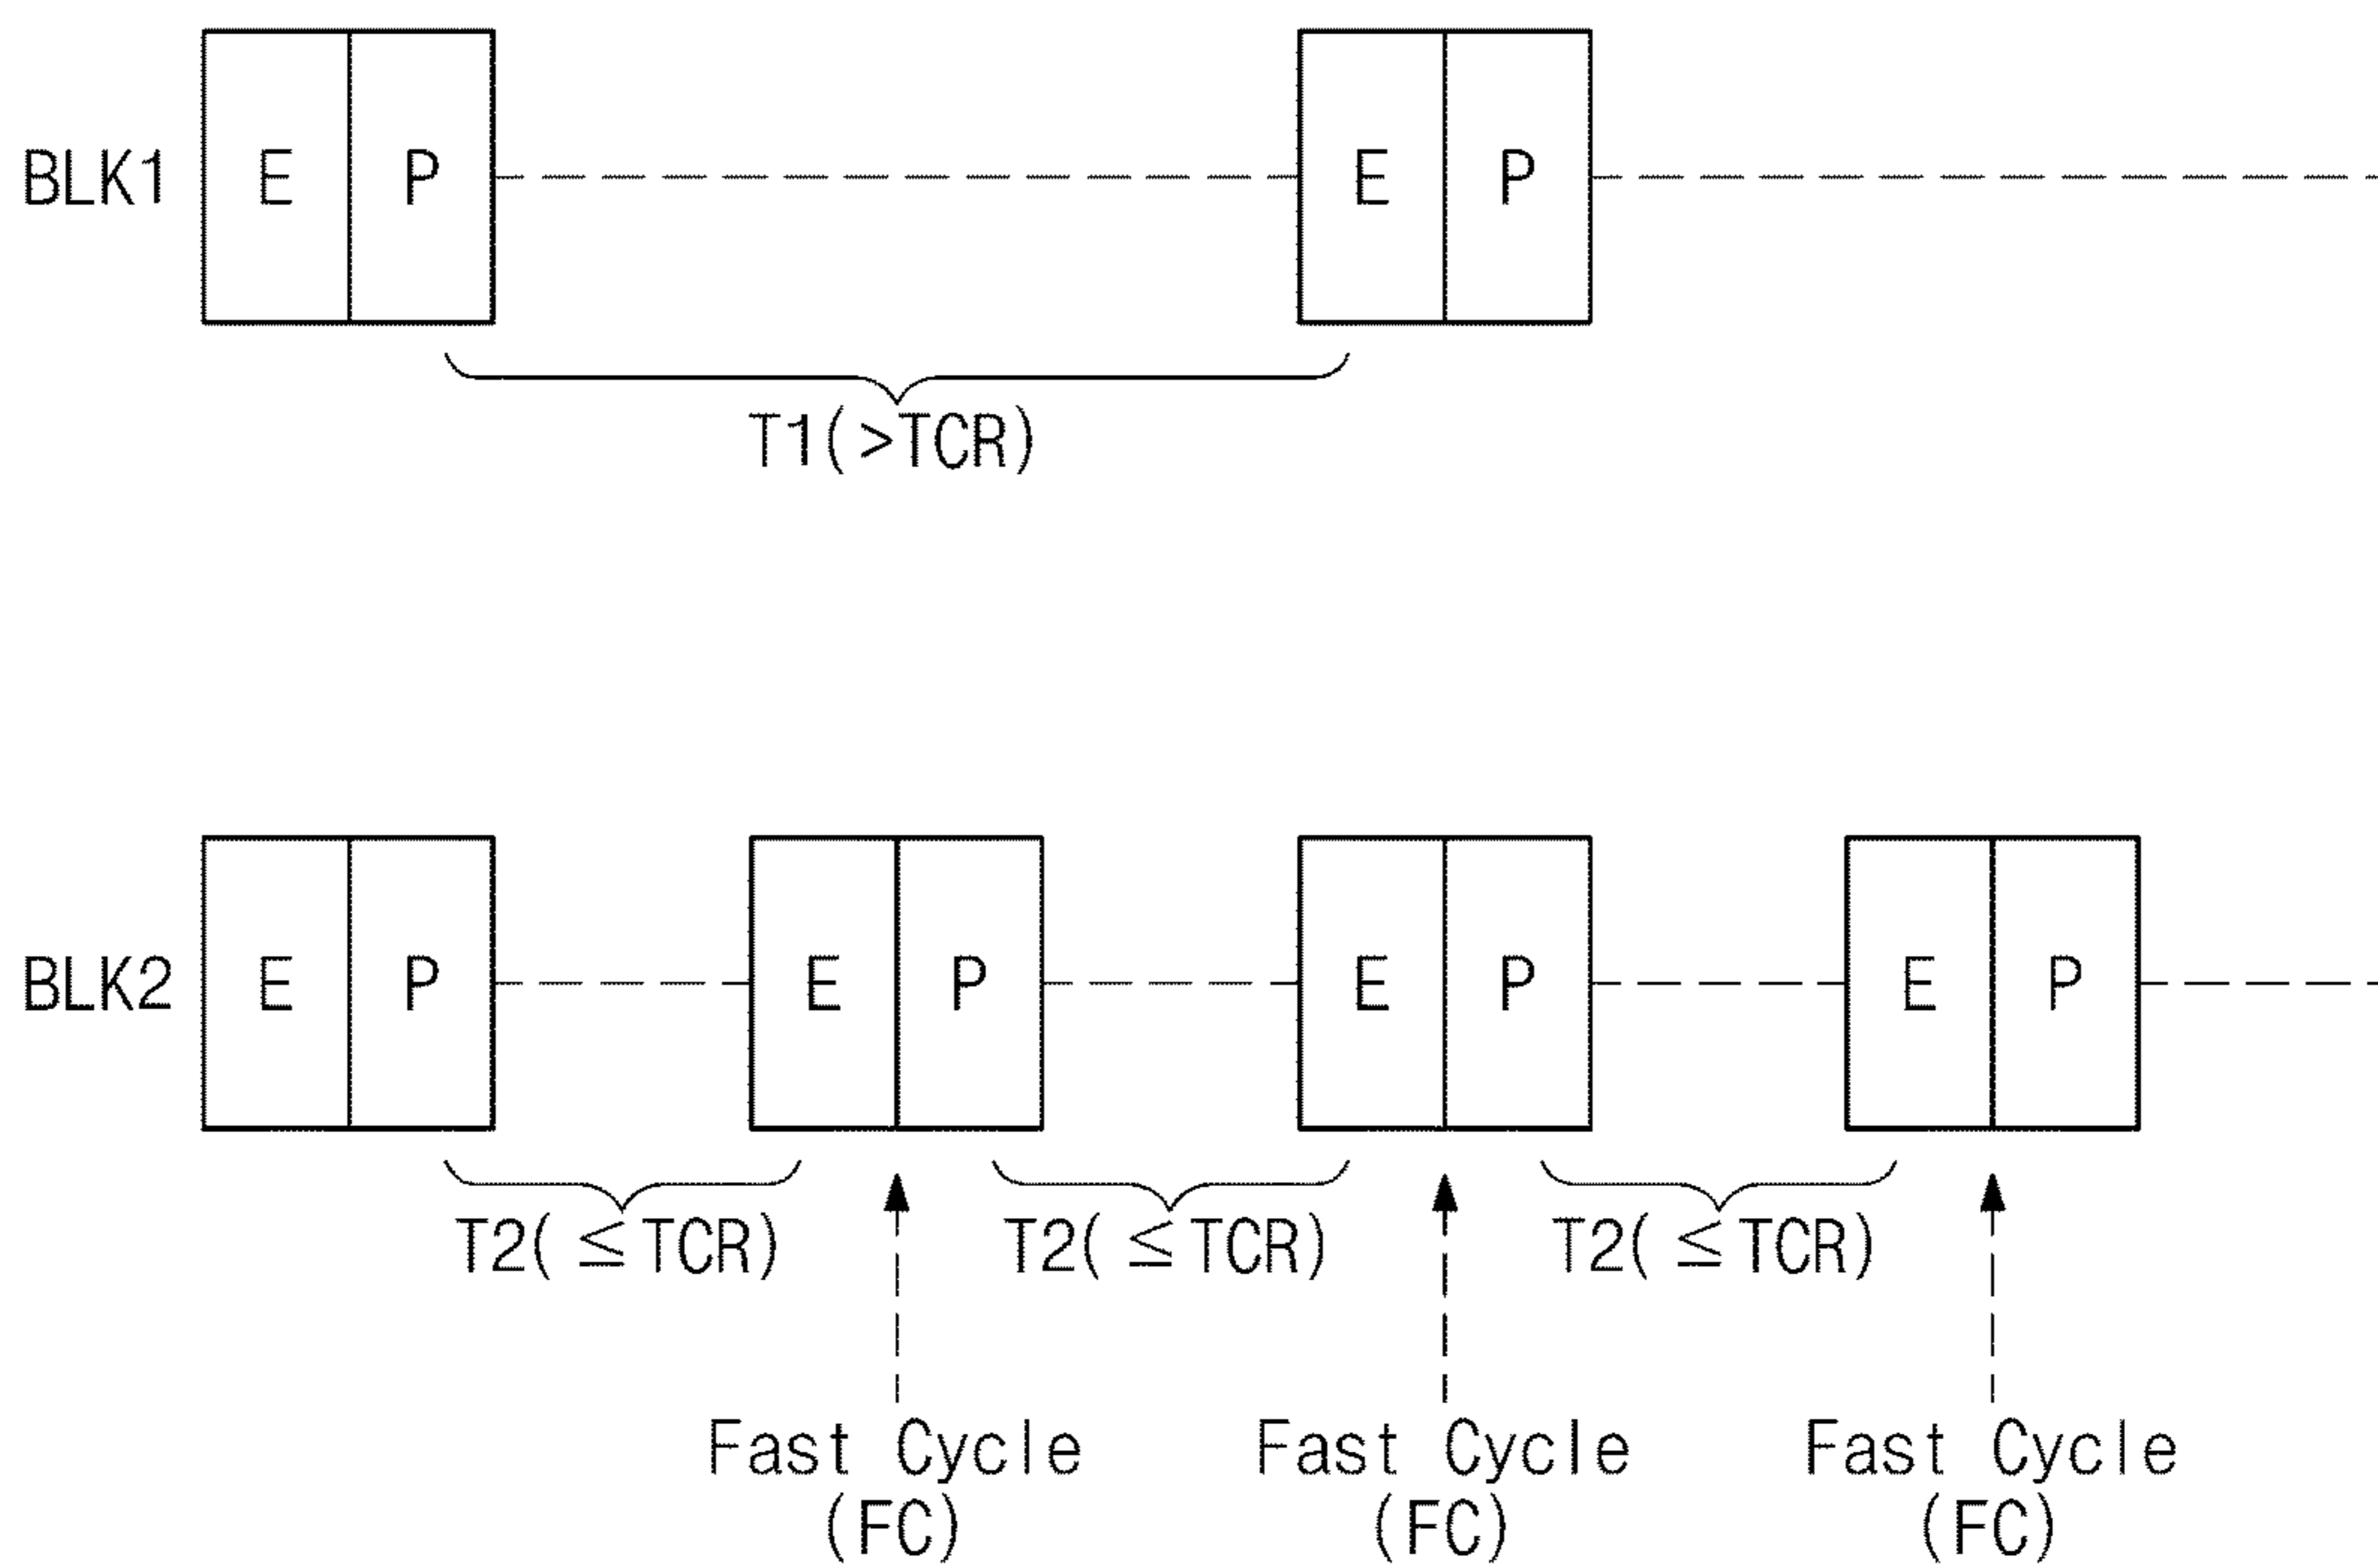 BLK1 E P E P
T1(>TCR)
BLK2 E P E P E P E P
T2(≤TCR) T2(≤TCR) T2(≤TCR)
Fast Cycle Fast Cycle Fast Cycle
(FC) (FC) (FC)